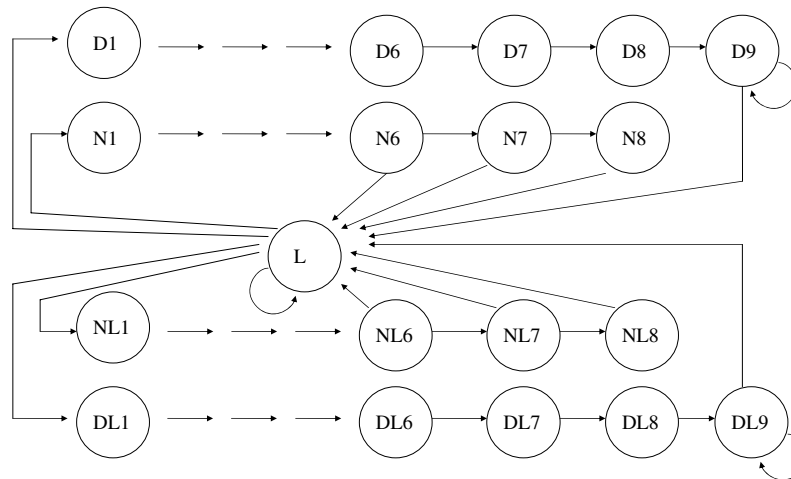 D1 D6 D7 D8 D9
N1 N6 N7 N8
L
NL1 NL6 NL7 NL8
DL1 DL6 DL7 DL8 DL9